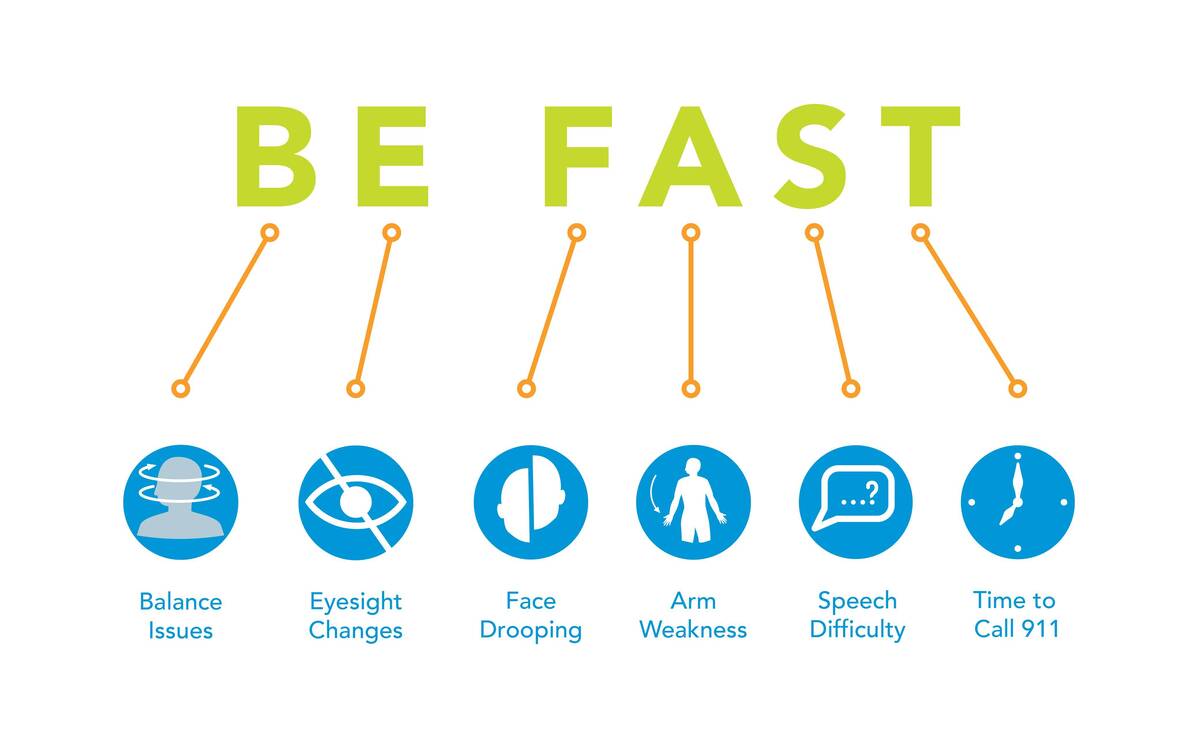 BE FAST
....?
Balance
Issues
Eyesight
Changes
Face
Drooping
Arm
Weakness
Speech
Difficulty
Time to
Call 911